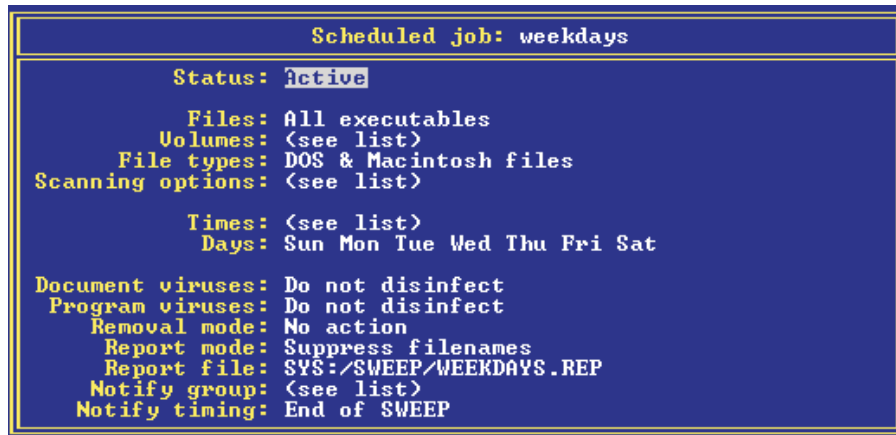 Scheduled job: weekdays
Status: Active
Files: All executables
Volumes: <see list>
File types: DOS & Macintosh files
Scanning options: <see list>
Times: <see list>
Days: Sun Mon Tue Wed Thu Fri Sat
Document viruses: Do not disinfect
Program viruses: Do not disinfect
Removal mode: No action
Report mode: Suppress filenames
Report file: SYS:/SWEEP/WEEKDAYS.REP
Notify group: <see list>
Notify timing: End of SWEEP